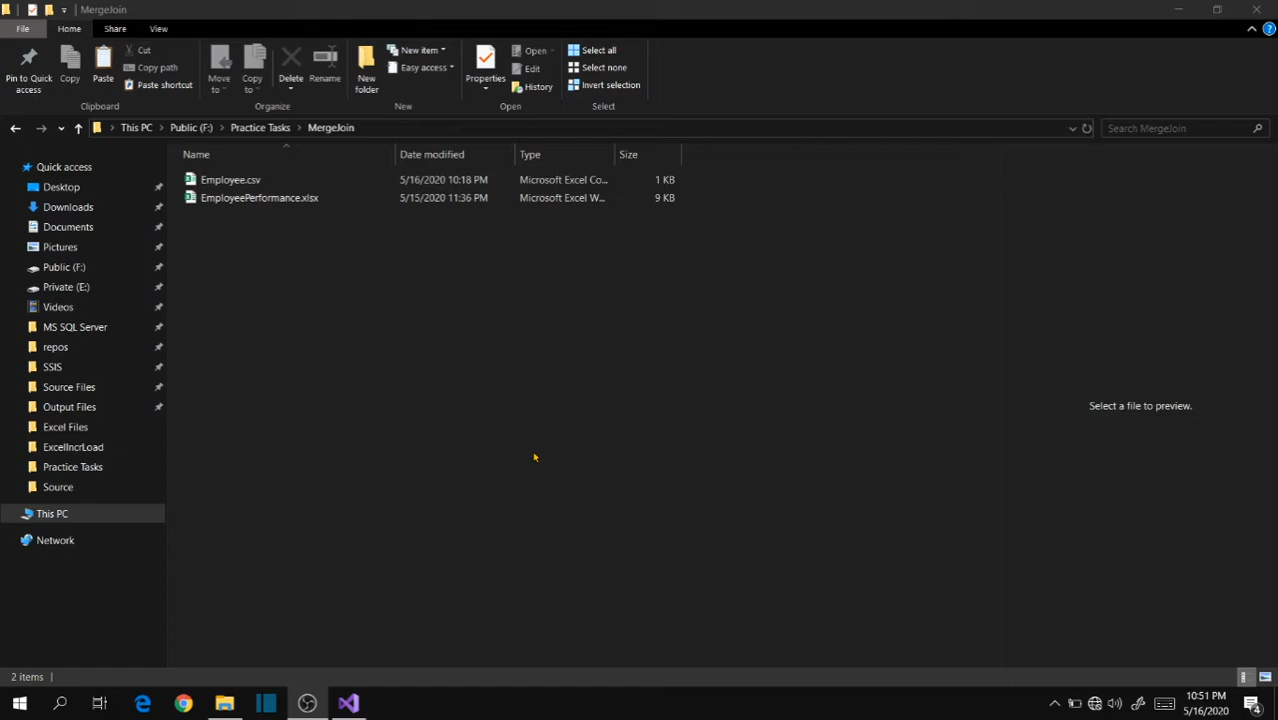 MergeJoin
File Home Share View
Pin to Quick access
Copy
Paste
Cut
Copy path
Paste shortcut
Clipboard
Move to
Copy to
Delete
Rename
Organize
New folder
New item
Easy access
New
Properties
Open
Edit
History
Open
Select all
Select none
Invert selection
Select
This PC > Public (F:) > Practice Tasks > MergeJoin
Search MergeJoin
Name Date modified Type Size
Employee.csv 5/16/2020 10:18 PM Microsoft Excel Co... 1 KB
EmployeePerformance.xlsx 5/15/2020 11:36 PM Microsoft Excel W... 9 KB
Quick access
Desktop
Downloads
Documents
Pictures
Public (F:)
Private (E:)
Videos
MS SQL Server
repos
SSIS
Source Files
Output Files
Excel Files
ExcelIncrLoad
Practice Tasks
Source
This PC
Network
Select a file to preview.
2 items
10:51 PM
5/16/2020
4